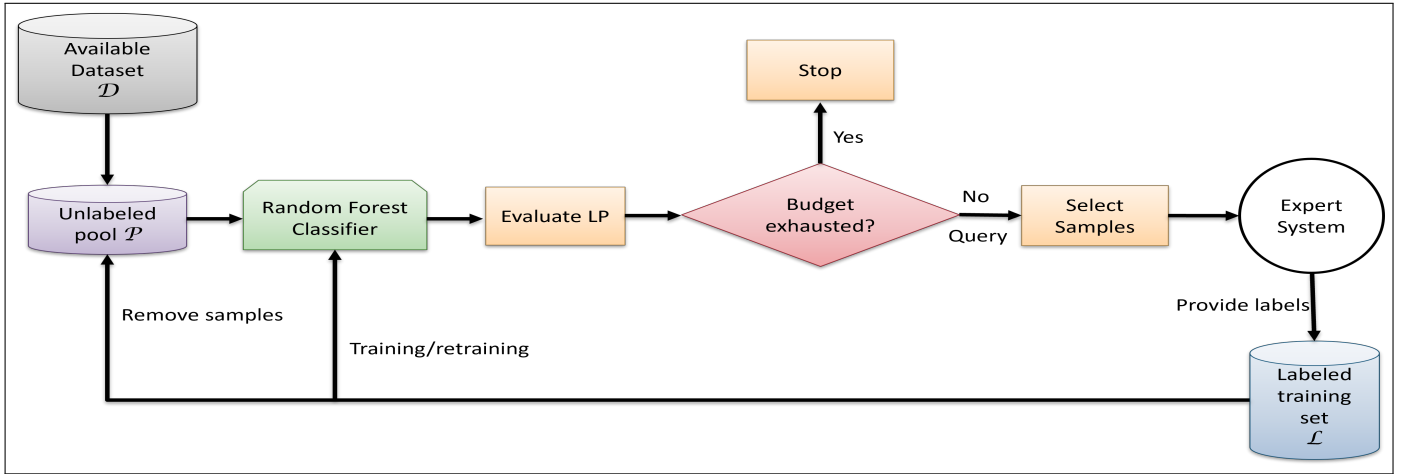 Available
Dataset
𝒟
Stop
Yes
Unlabeled
pool 𝒫
Random Forest
Classifier
Evaluate LP
Budget
exhausted?
No
Query
Select
Samples
Expert
System
Remove samples
Training/retraining
Provide labels
Labeled
training
set
ℒ